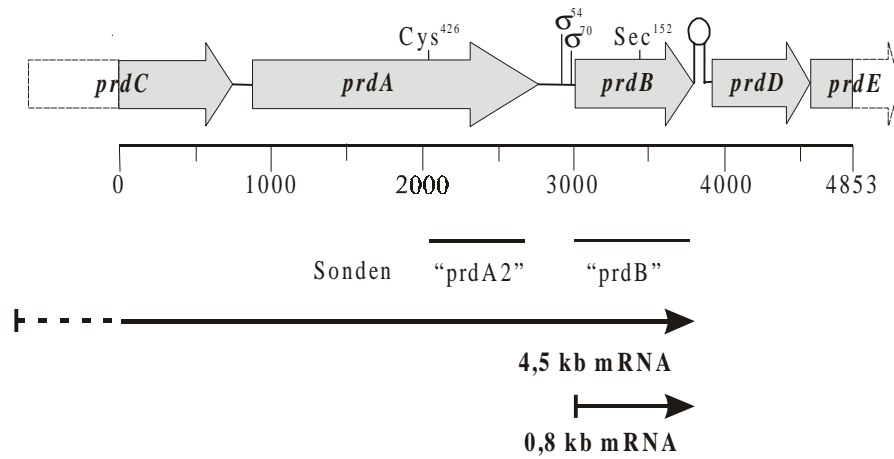 σ⁵⁴
Cys⁴²⁶ σ⁷⁰ Sec¹⁵²
prdC prdA prdB prdD prdE
0 1000 2000 3000 4000 4853
Sonden “prdA2” “prdB”
4,5 kb mRNA
0,8 kb mRNA